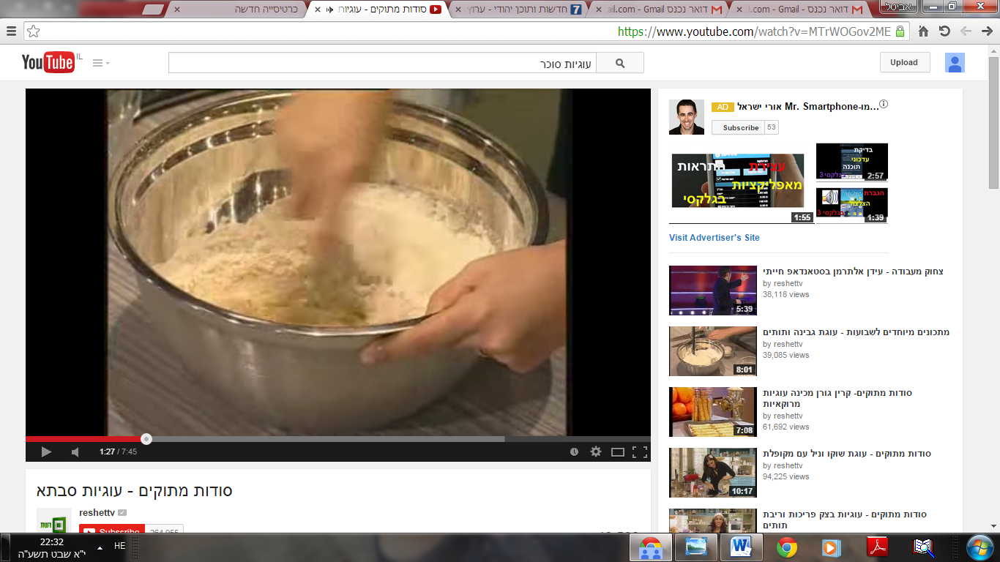 דואר נכנס - ail.com - Gmail
דואר נכנס - l.com - Gmail
חדשות ותוכן יהודי - ערוץ
סודות מתוקים - עוגיות
כרטיסייה חדשה
אביטל
https://www.youtube.com/watch?v=MTrWOGov2ME
YouTube IL
עוגיות סוכר
Upload
1:27 / 7:45
סודות מתוקים - עוגיות סבתא
רשת
reshettv
Subscribe
AD אורי ישראל Mr. Smartphone-מו...
Subscribe 53
התראות
עצירת
מאפליקציות
בגלקסי
1:55
בדיקת
עדכוני
תוכנה
גלקסי 3
2:57
הגברת
הצלצול
גלקסי 3
1:39
Visit Advertiser's Site
צחוק מעבודה - עידן אלתרמן בסטאנדאפ חייתי
by reshettv
38,118 views
5:39
מתכונים מיוחדים לשבועות - עוגת גבינה ותותים
by reshettv
39,085 views
8:01
סודות מתוקים- קרין גורן מכינה עוגיות
מרוקאיות
by reshettv
61,692 views
7:08
סודות מתוקים - עוגת שוקו וניל עם מקופלת
by reshettv
94,225 views
10:17
סודות מתוקים - עוגיות בצק פריכות וריבת
תותים
22:32
י"א שבט תשע"ה
HE